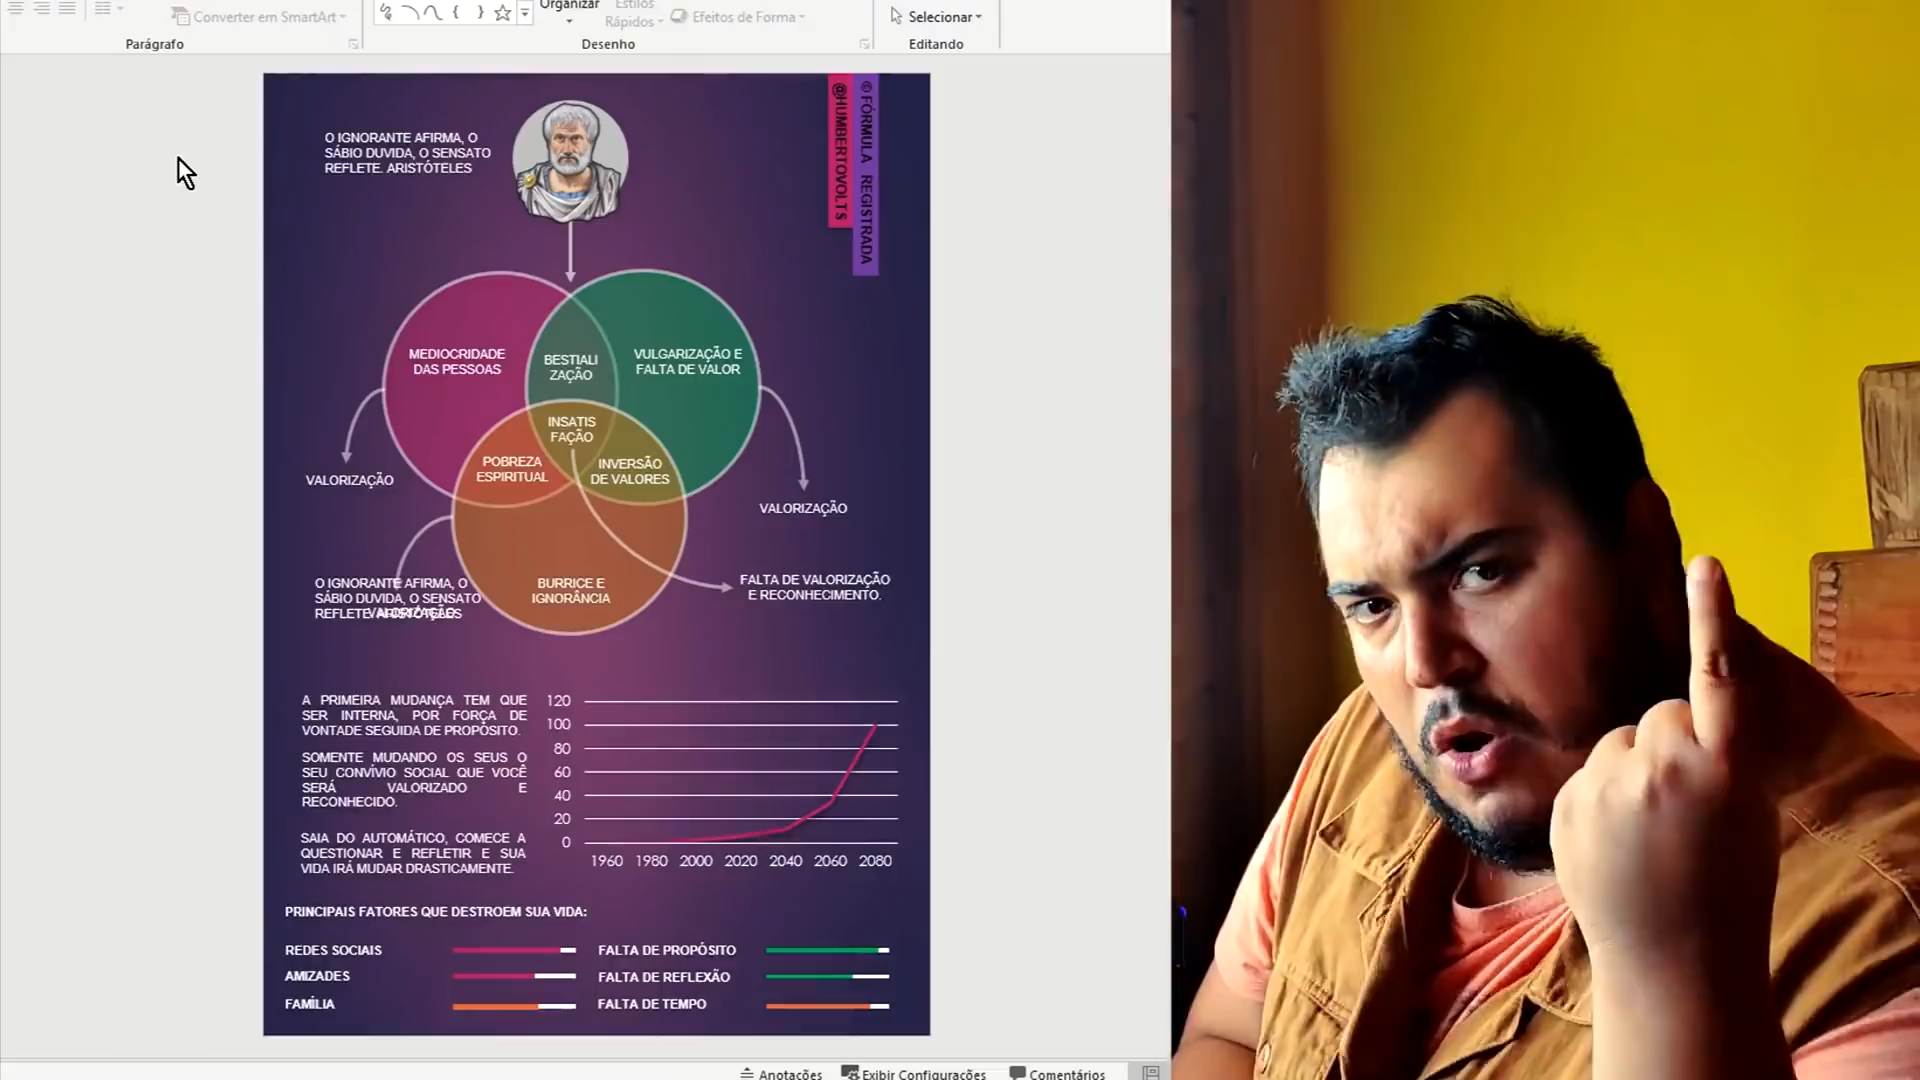 Converter em SmartArt
Organizar
Estilos
Rápidos
Efeitos de Forma
Selecionar
Parágrafo
Desenho
Editando
O IGNORANTE AFIRMA, O
SÁBIO DUVIDA, O SENSATO
REFLETE. ARISTÓTELES
@HUMBERTOVOLTS
© FÓRMULA REGISTRADA
MEDIOCRIDADE
DAS PESSOAS
BESTIALI
ZAÇÃO
VULGARIZAÇÃO E
FALTA DE VALOR
INSATIS
FAÇÃO
POBREZA
ESPIRITUAL
INVERSÃO
DE VALORES
VALORIZAÇÃO
VALORIZAÇÃO
O IGNORANTE AFIRMA, O
SÁBIO DUVIDA, O SENSATO
REFLETE. ARISTÓTELES
VALORIZAÇÃO
BURRICE E
IGNORÂNCIA
FALTA DE VALORIZAÇÃO
E RECONHECIMENTO.
A PRIMEIRA MUDANÇA TEM QUE
SER INTERNA, POR FORÇA DE
VONTADE SEGUIDA DE PROPÓSITO.
SOMENTE MUDANDO OS SEUS O
SEU CONVÍVIO SOCIAL QUE VOCÊ
SERÁ VALORIZADO E
RECONHECIDO.
SAIA DO AUTOMÁTICO, COMECE A
QUESTIONAR E REFLETIR E SUA
VIDA IRÁ MUDAR DRASTICAMENTE.
120
100
80
60
40
20
0
1960 1980 2000 2020 2040 2060 2080
PRINCIPAIS FATORES QUE DESTROEM SUA VIDA:
REDES SOCIAIS
FALTA DE PROPÓSITO
AMIZADES
FALTA DE REFLEXÃO
FAMÍLIA
FALTA DE TEMPO
Anotações
Exibir Configurações
Comentários